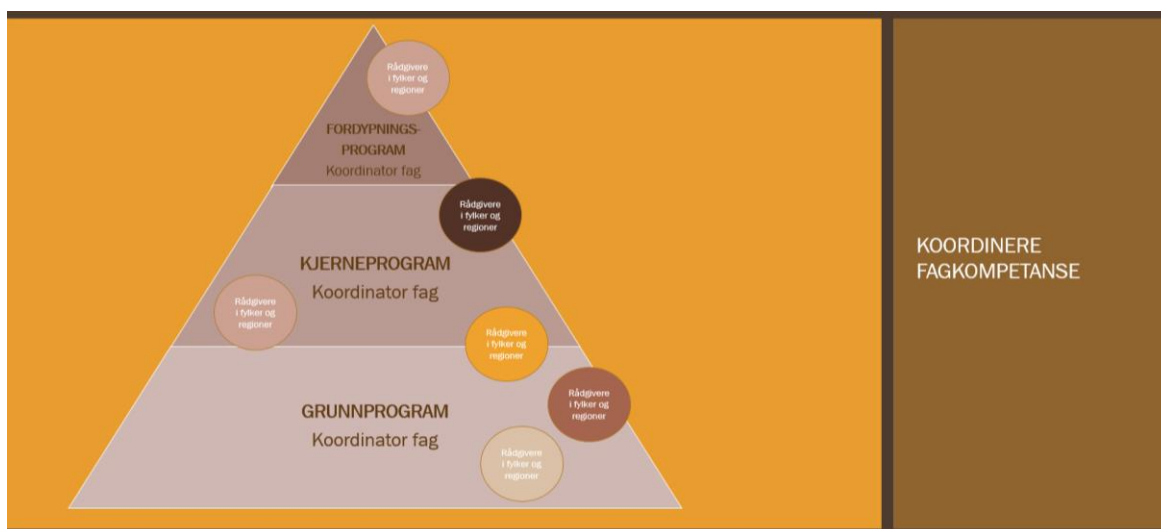 Rådgivere
i fylker og
regioner
FORDYPNINGS-
PROGRAM
Koordinator fag
Rådgivere
i fylker og
regioner
KJERNEPROGRAM
Koordinator fag
Rådgivere
i fylker og
regioner
Rådgivere
i fylker og
regioner
GRUNNPROGRAM
Koordinator fag
Rådgivere
i fylker og
regioner
Rådgivere
i fylker og
regioner
KOORDINERE
FAGKOMPETANSE